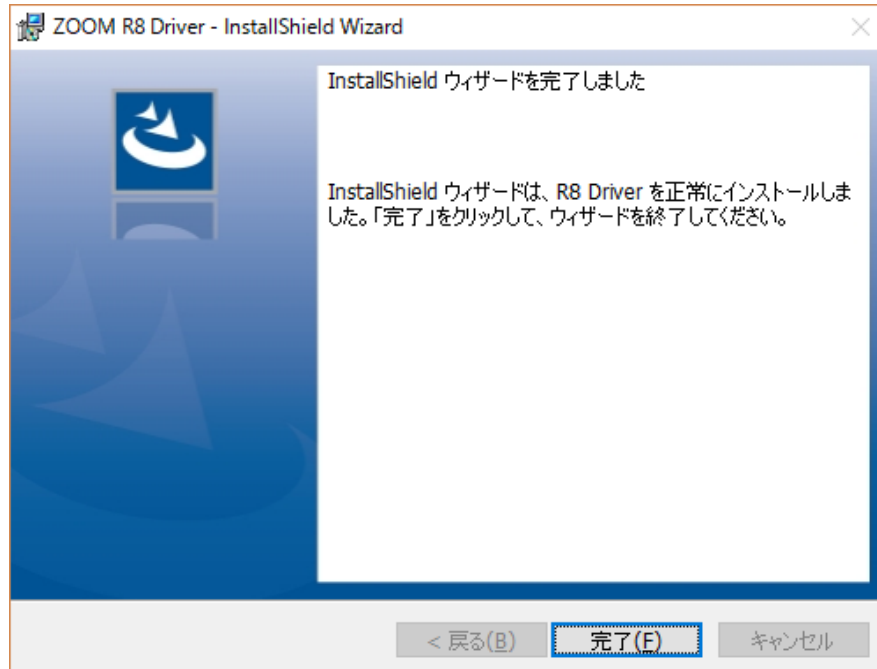 ZOOM R8 Driver - InstallShield Wizard
InstallShield ウィザードを完了しました
InstallShield ウィザードは、R8 Driver を正常にインストールしま
した。「完了」をクリックして、ウィザードを終了してください。
< 戻る(B) 完了(F) キャンセル